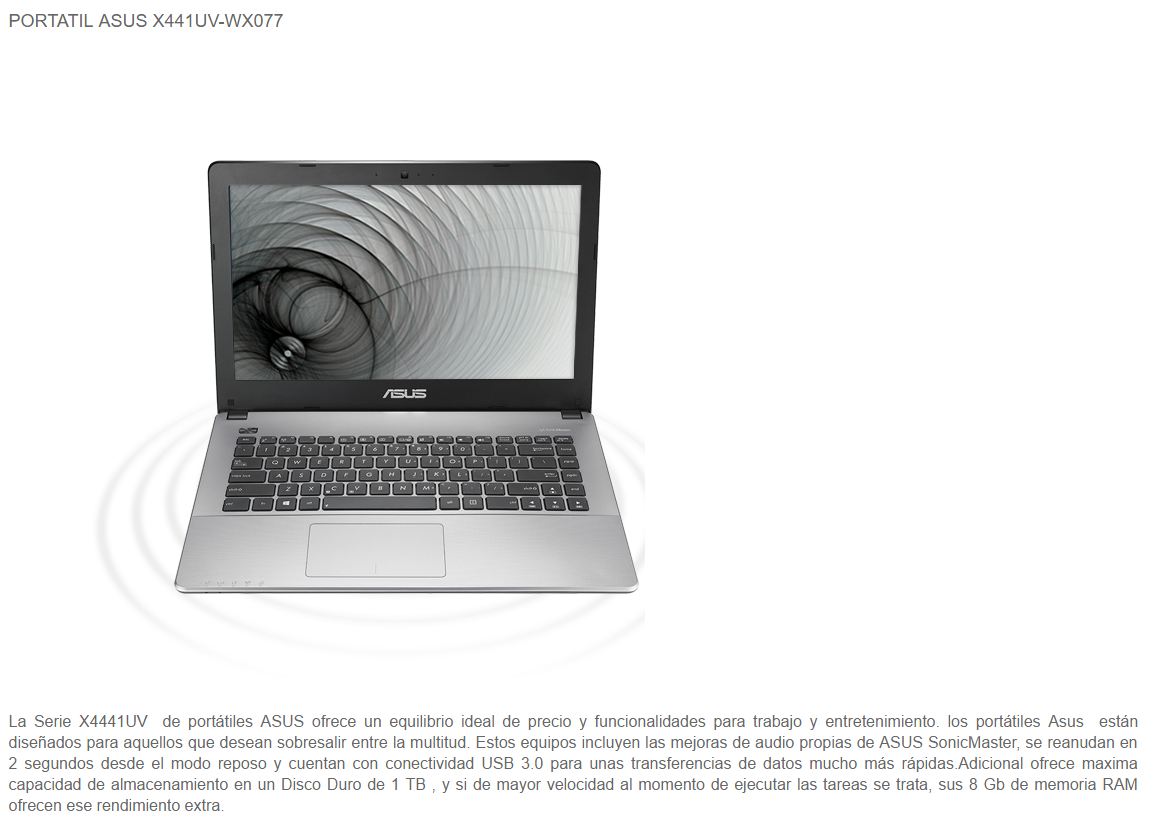 PORTATIL ASUS X441UV-WX077
ASUS
La Serie X4441UV de portátiles ASUS ofrece un equilibrio ideal de precio y funcionalidades para trabajo y entretenimiento. los portátiles Asus están
diseñados para aquellos que desean sobresalir entre la multitud. Estos equipos incluyen las mejoras de audio propias de ASUS SonicMaster, se reanudan en
2 segundos desde el modo reposo y cuentan con conectividad USB 3.0 para unas transferencias de datos mucho más rápidas.Adicional ofrece maxima
capacidad de almacenamiento en un Disco Duro de 1 TB , y si de mayor velocidad al momento de ejecutar las tareas se trata, sus 8 Gb de memoria RAM
ofrecen ese rendimiento extra.